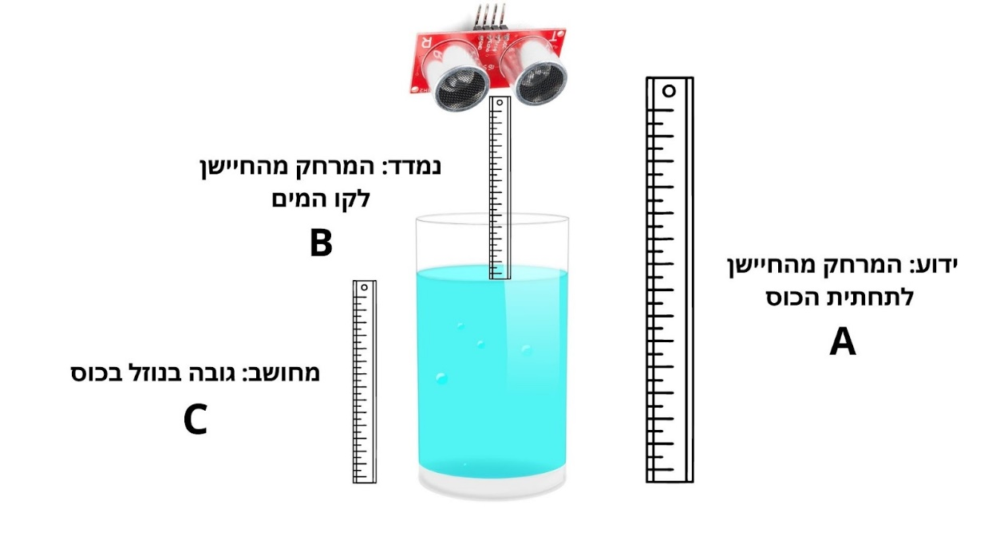 נמדד: המרחק מהחיישן
לקו המים
B
ידוע: המרחק מהחיישן
לתחתית הכוס
A
מחושב: גובה בנוזל בכוס
C
R
T